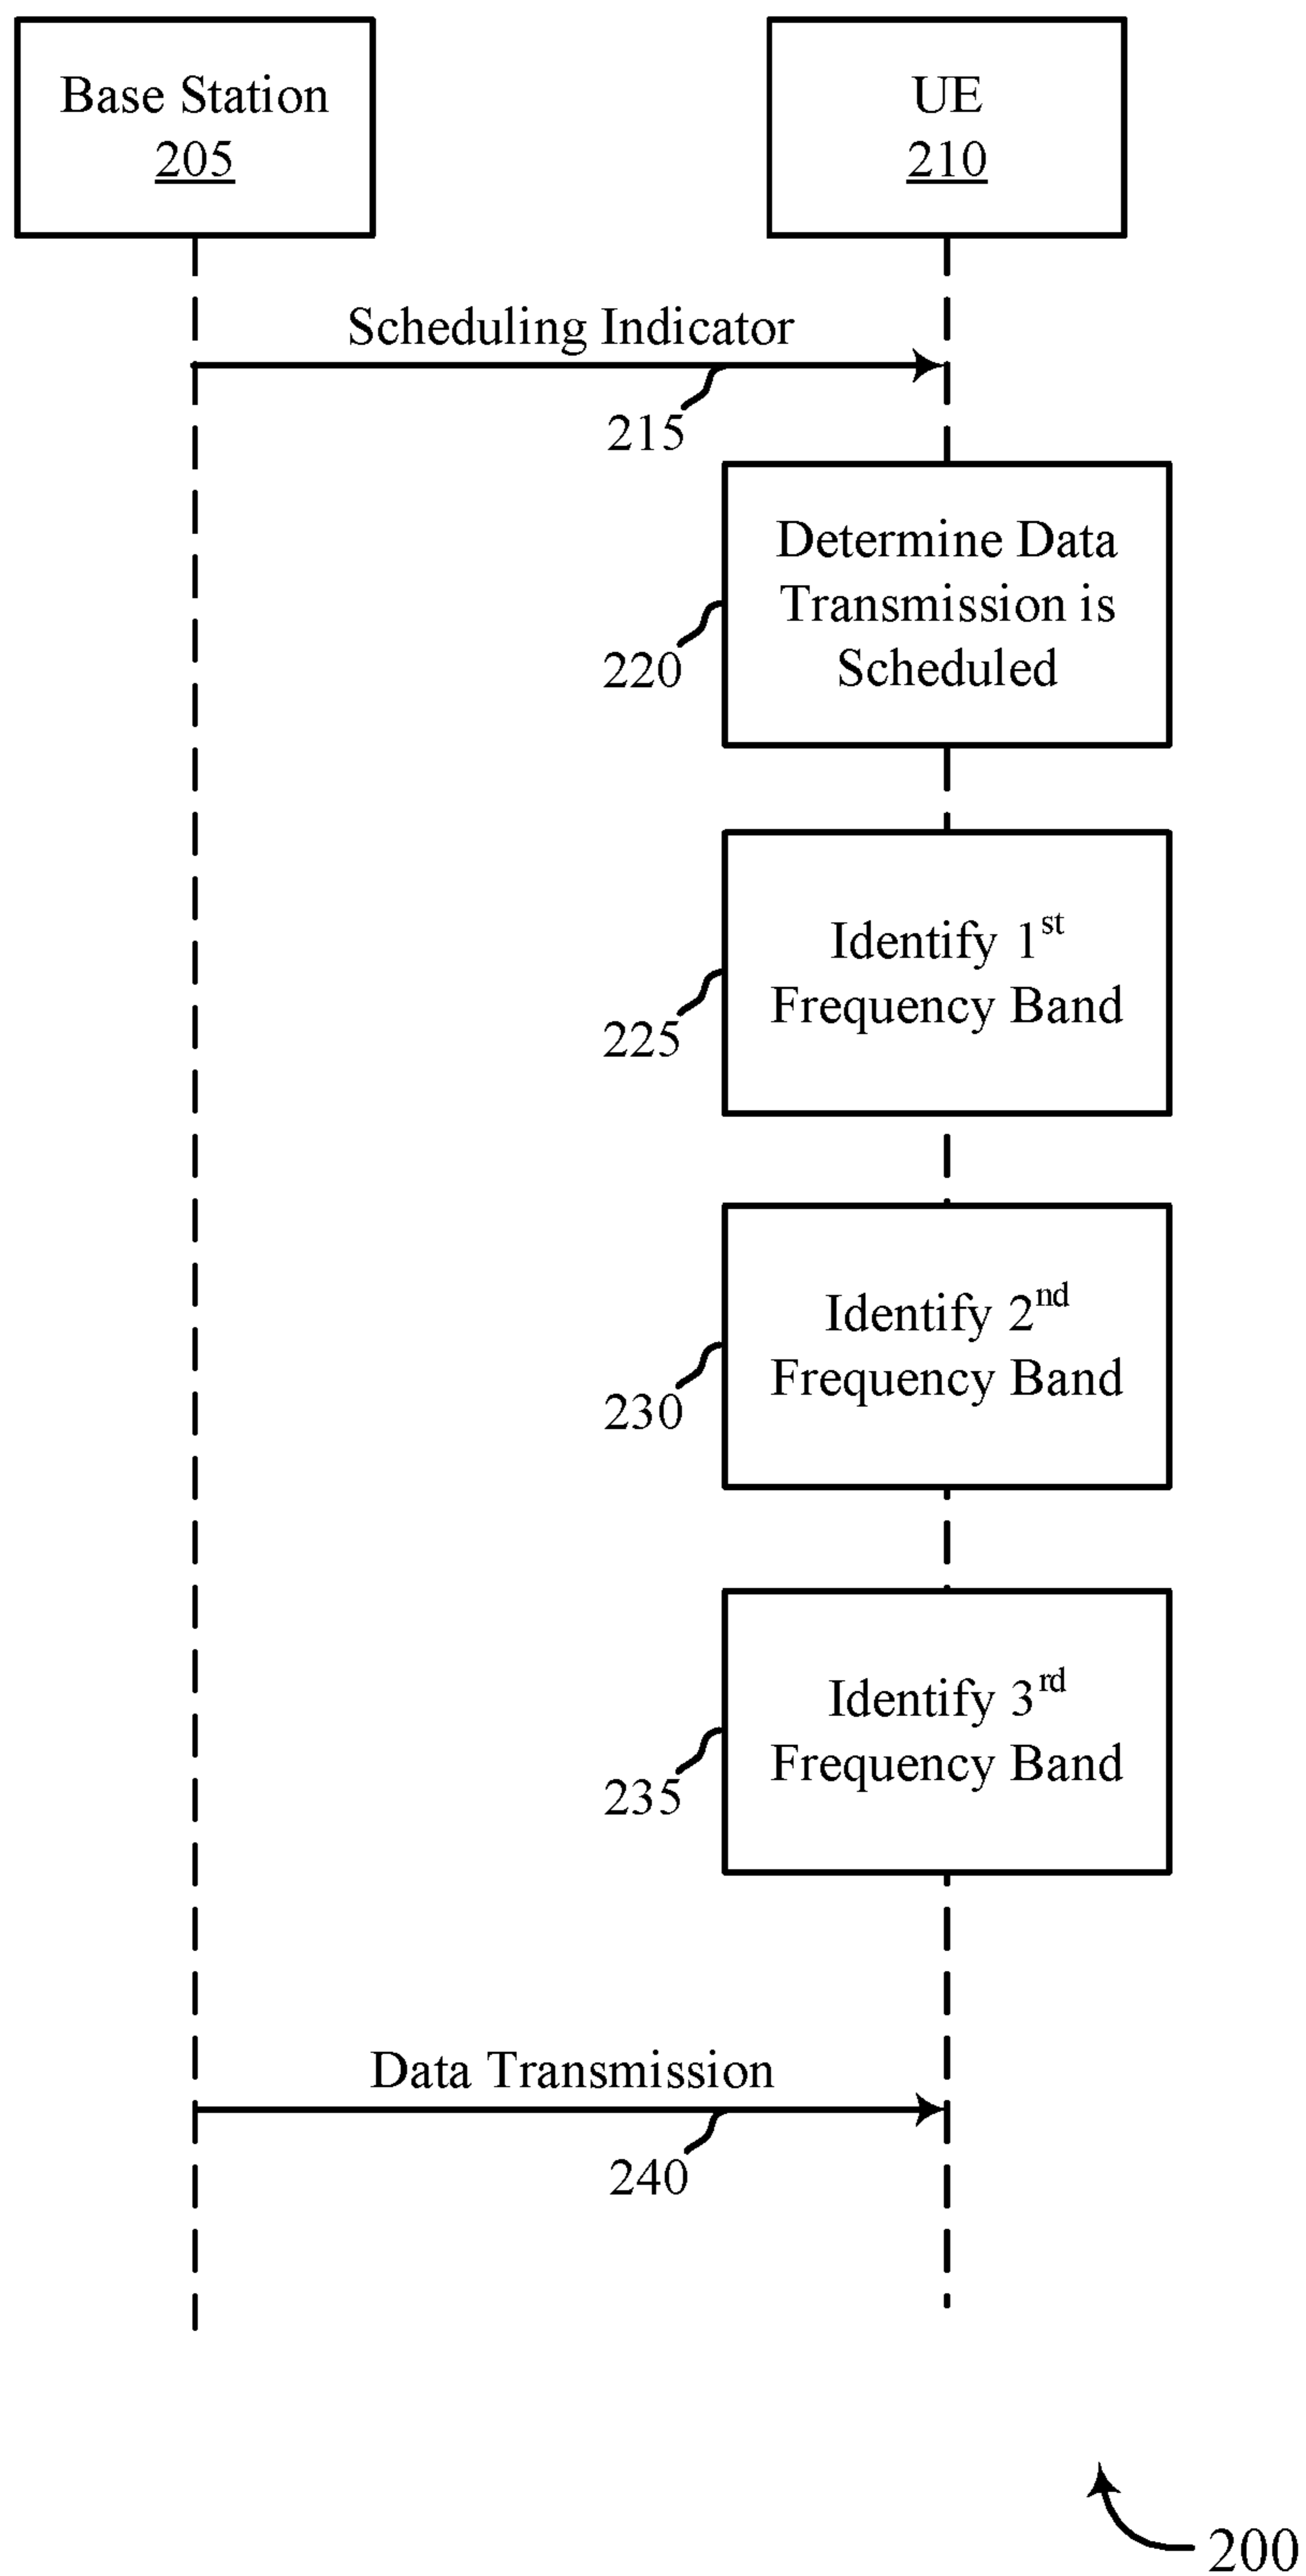 Base Station
205
UE
210
Scheduling Indicator
215
Determine Data
Transmission is
Scheduled
220
Identify 1st
Frequency Band
225
Identify 2nd
Frequency Band
230
Identify 3rd
Frequency Band
235
Data Transmission
240
200